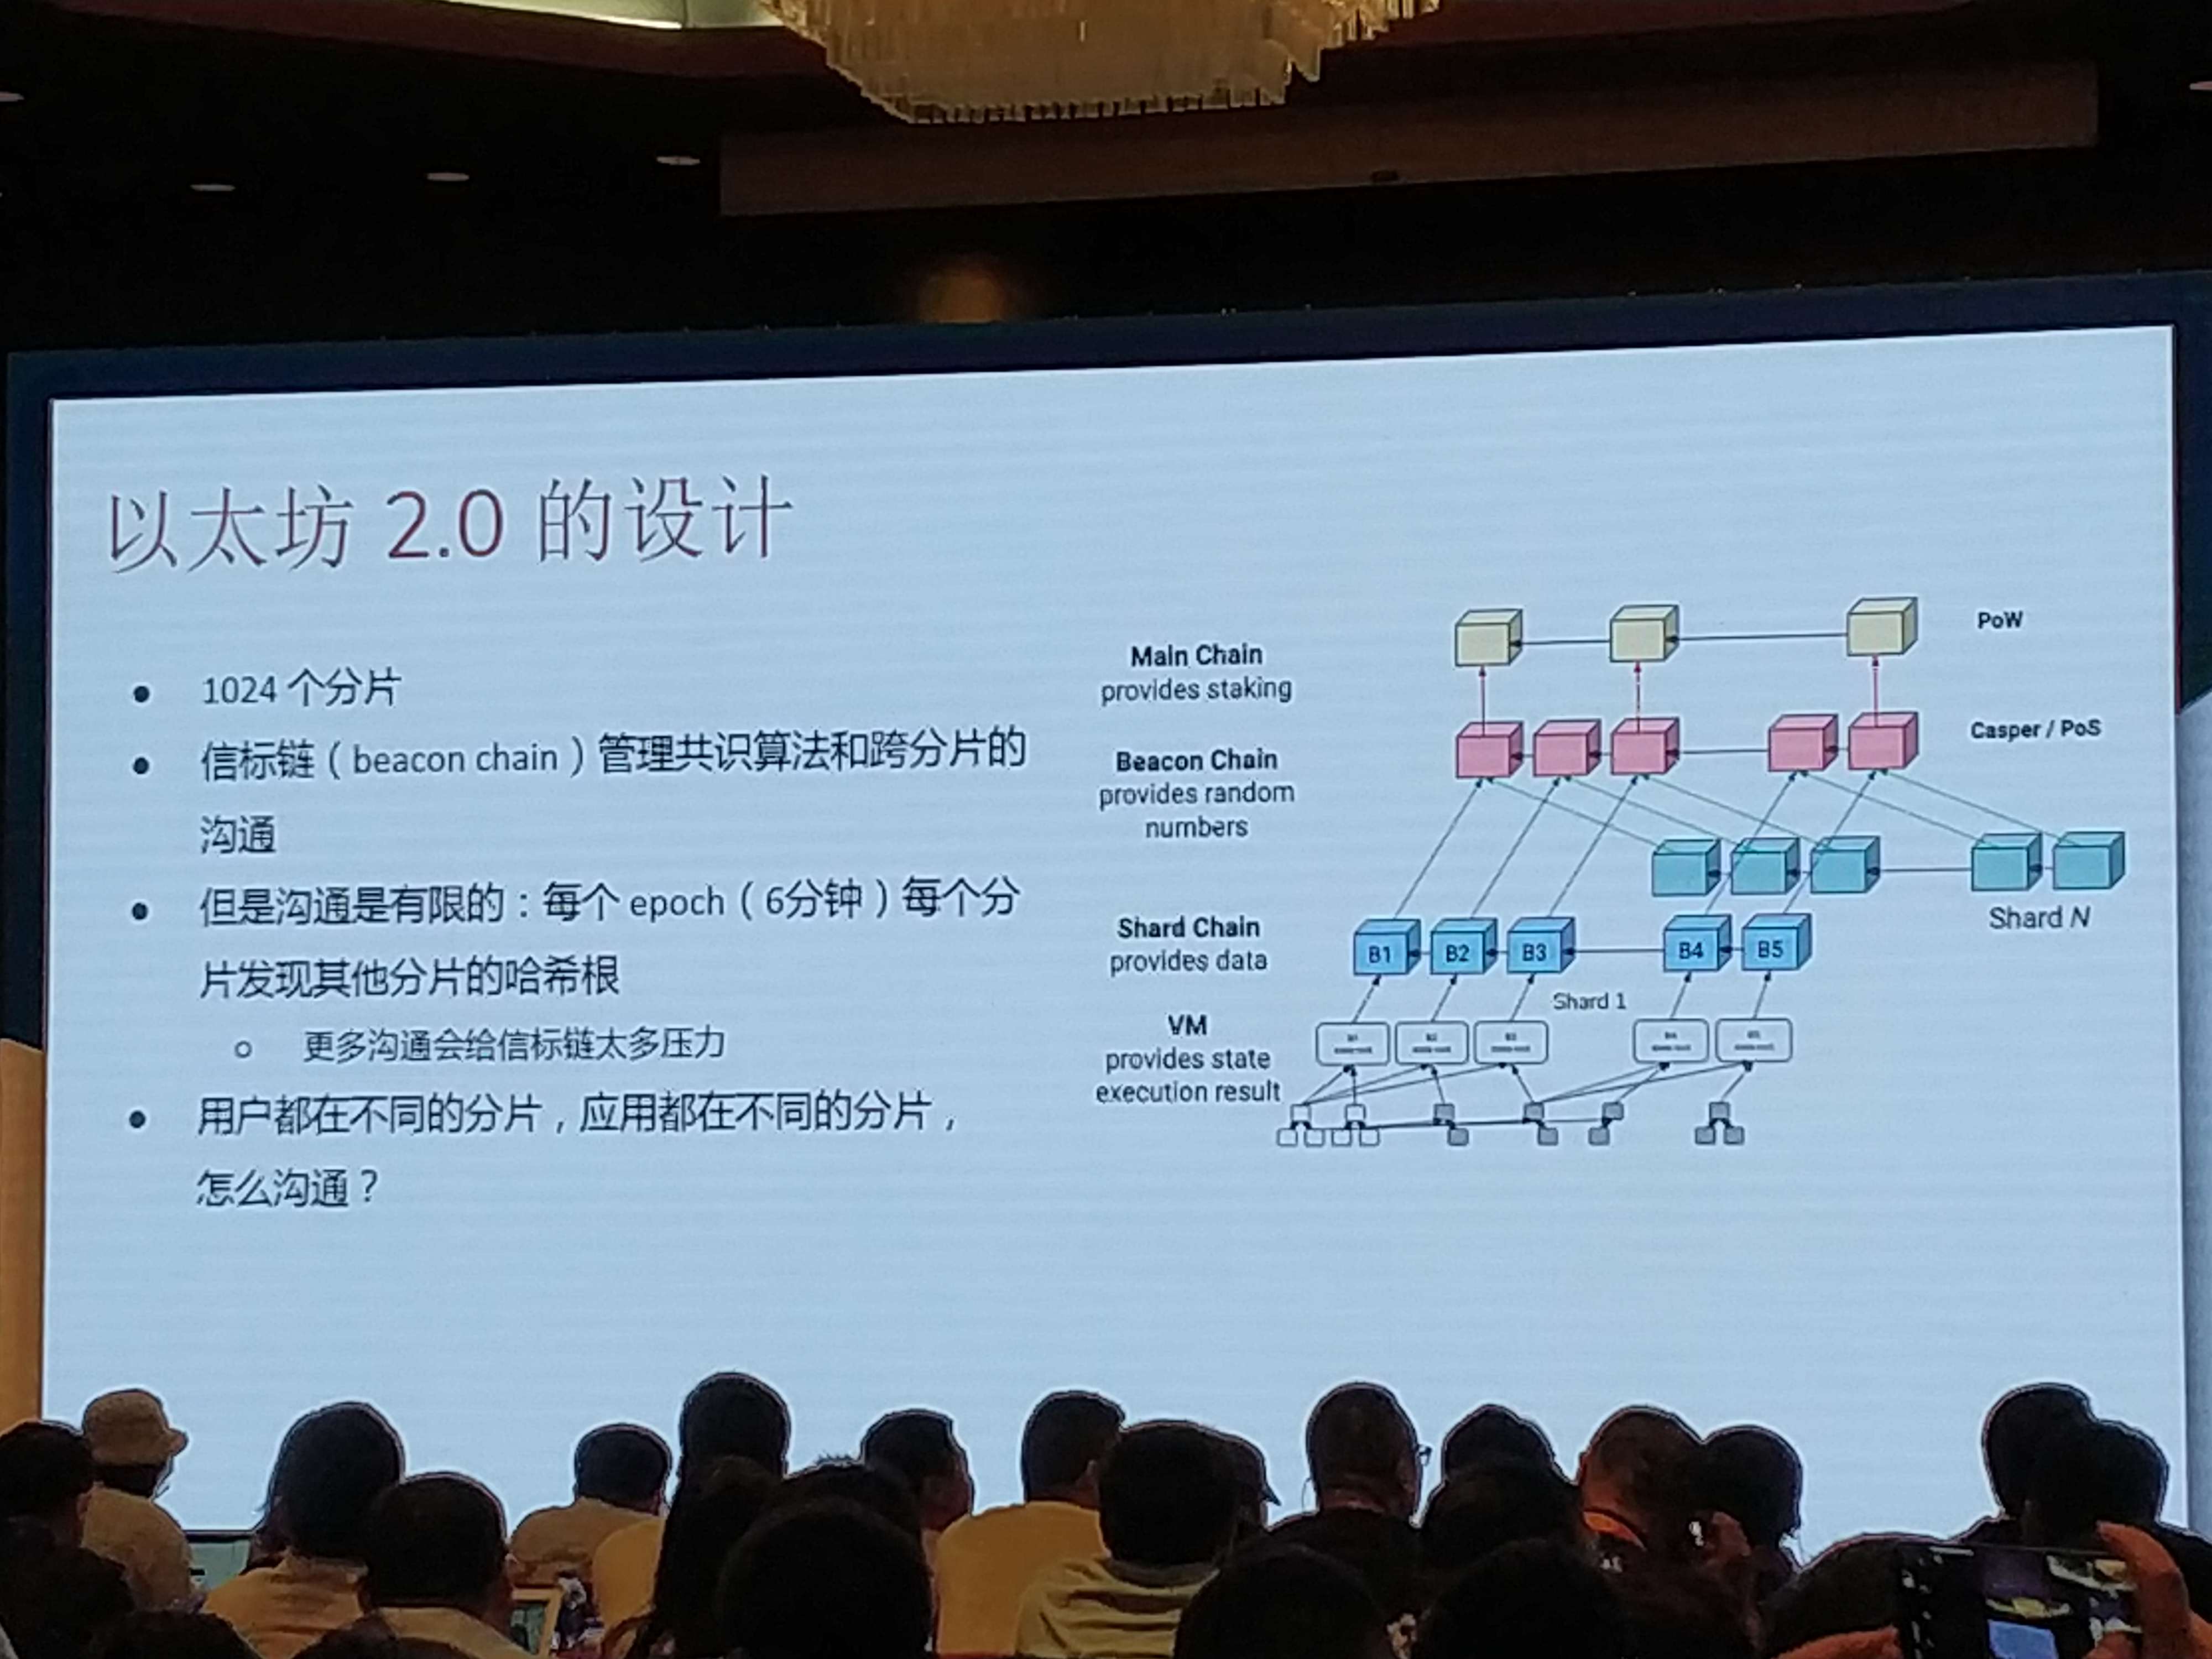 以太坊 2.0 的设计
● 1024 个分片
● 信标链（beacon chain）管理共识算法和跨分片的
沟通
● 但是沟通是有限的：每个 epoch（6分钟）每个分
片发现其他分片的哈希根
○ 更多沟通会给信标链太多压力
● 用户都在不同的分片，应用都在不同的分片，
怎么沟通？
Main Chain
provides staking
PoW
Beacon Chain
provides random
numbers
Casper / PoS
Shard N
Shard Chain
provides data
B1 B2 B3 B4 B5
Shard 1
VM
provides state
execution result